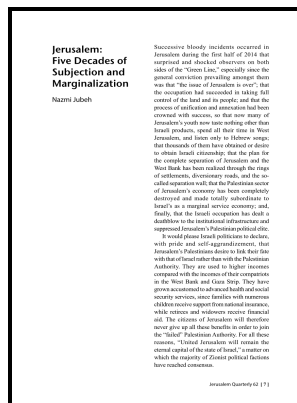 Jerusalem:
Five Decades of
Subjection and
Marginalization
Nazmi Jubeh
Successive bloody incidents occurred in
Jerusalem during the first half of 2014 that
surprised and shocked observers on both
sides of the “Green Line,” especially since the
general conviction prevailing amongst them
was that “the issue of Jerusalem is over”; that
the occupation had succeeded in taking full
control of the land and its people; and that the
process of unification and annexation had been
crowned with success, so that now many of
Jerusalem’s youth now taste nothing other than
Israeli products, spend all their time in West
Jerusalem, and listen only to Hebrew songs;
that thousands of them have obtained or desire
to obtain Israeli citizenship; that the plan for
the complete separation of Jerusalem and the
West Bank has been realized through the rings
of settlements, diversionary roads, and the so-
called separation wall; that the Palestinian sector
of Jerusalem’s economy has been completely
destroyed and made totally subordinate to
Israel’s as a marginal service economy; and,
finally, that the Israeli occupation has dealt a
deathblow to the institutional infrastructure and
suppressed Jerusalem’s Palestinian political elite.
It would please Israeli politicians to declare,
with pride and self-aggrandizement, that
Jerusalem’s Palestinians desire to link their fate
with that of Israel rather than with the Palestinian
Authority. They are used to higher incomes
compared with the incomes of their compatriots
in the West Bank and Gaza Strip. They have
grown accustomed to advanced health and social
security services, since families with numerous
children receive support from national insurance,
while retirees and widowers receive financial
aid. The citizens of Jerusalem will therefore
never give up all these benefits in order to join
the “failed” Palestinian Authority. For all these
reasons, “United Jerusalem will remain the
eternal capital of the state of Israel,” a matter on
which the majority of Zionist political factions
have reached consensus.
Jerusalem Quarterly 62 [ 7 ]